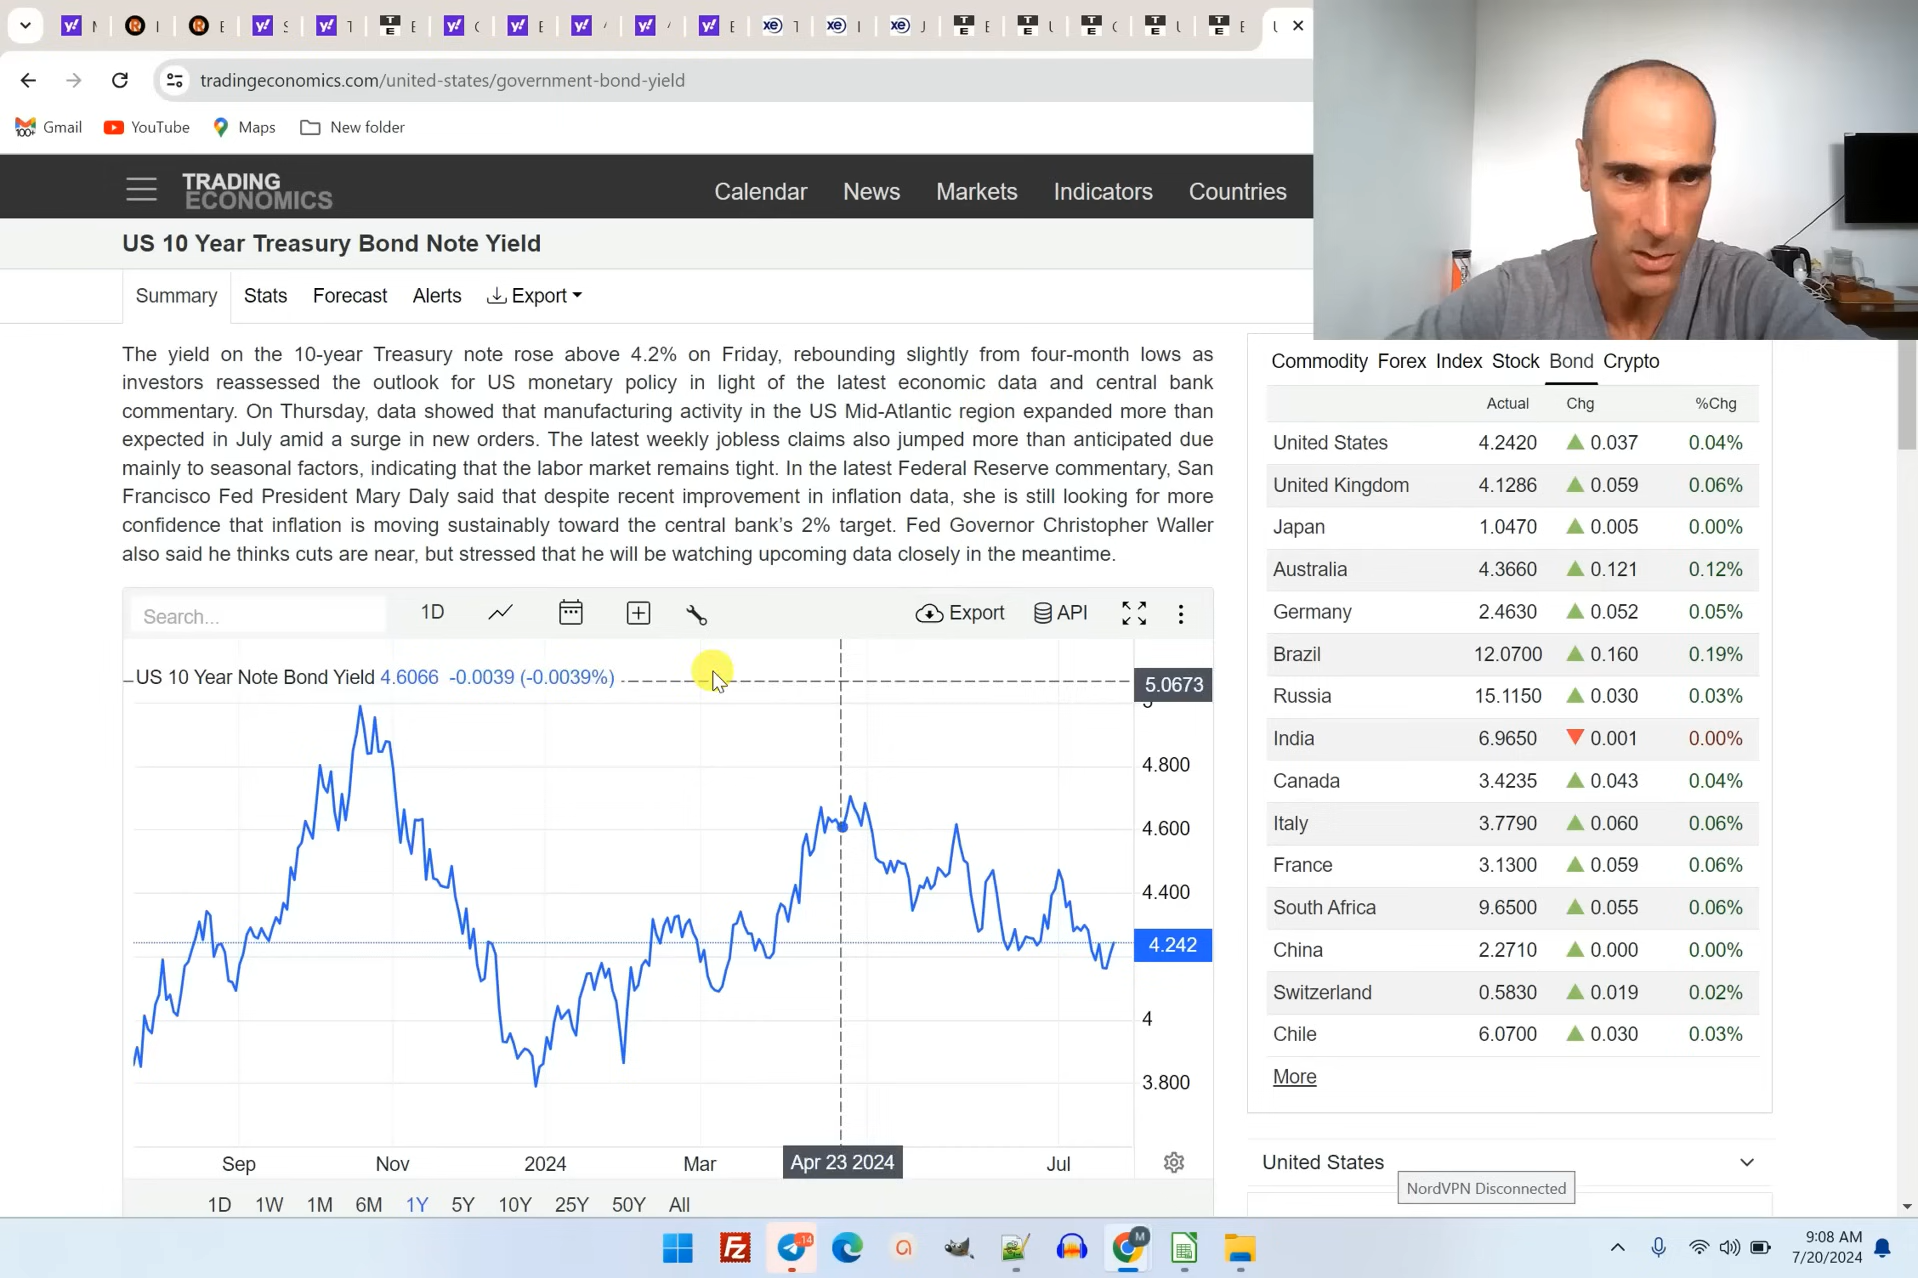 tradingeconomics.com/united-states/government-bond-yield
Gmail YouTube Maps New folder
TRADING
ECONOMICS
Calendar News Markets Indicators Countries
US 10 Year Treasury Bond Note Yield
Summary Stats Forecast Alerts Export
The yield on the 10-year Treasury note rose above 4.2% on Friday, rebounding slightly from four-month lows as
investors reassessed the outlook for US monetary policy in light of the latest economic data and central bank
commentary. On Thursday, data showed that manufacturing activity in the US Mid-Atlantic region expanded more than
expected in July amid a surge in new orders. The latest weekly jobless claims also jumped more than anticipated due
mainly to seasonal factors, indicating that the labor market remains tight. In the latest Federal Reserve commentary, San
Francisco Fed President Mary Daly said that despite recent improvement in inflation data, she is still looking for more
confidence that inflation is moving sustainably toward the central bank's 2% target. Fed Governor Christopher Waller
also said he thinks cuts are near, but stressed that he will be watching upcoming data closely in the meantime.
Search... 1D Export API
US 10 Year Note Bond Yield 4.6066 -0.0039 (-0.0039%)
5.0673
4.800
4.600
4.400
4.242
4
3.800
Sep Nov 2024 Mar Apr 23 2024 Jul
1D 1W 1M 6M 1Y 5Y 10Y 25Y 50Y All
Commodity Forex Index Stock Bond Crypto
Actual Chg %Chg
United States 4.2420 0.037 0.04%
United Kingdom 4.1286 0.059 0.06%
Japan 1.0470 0.005 0.00%
Australia 4.3660 0.121 0.12%
Germany 2.4630 0.052 0.05%
Brazil 12.0700 0.160 0.19%
Russia 15.1150 0.030 0.03%
India 6.9650 0.001 0.00%
Canada 3.4235 0.043 0.04%
Italy 3.7790 0.060 0.06%
France 3.1300 0.059 0.06%
South Africa 9.6500 0.055 0.06%
China 2.2710 0.000 0.00%
Switzerland 0.5830 0.019 0.02%
Chile 6.0700 0.030 0.03%
More
United States
NordVPN Disconnected
9:08 AM
7/20/2024